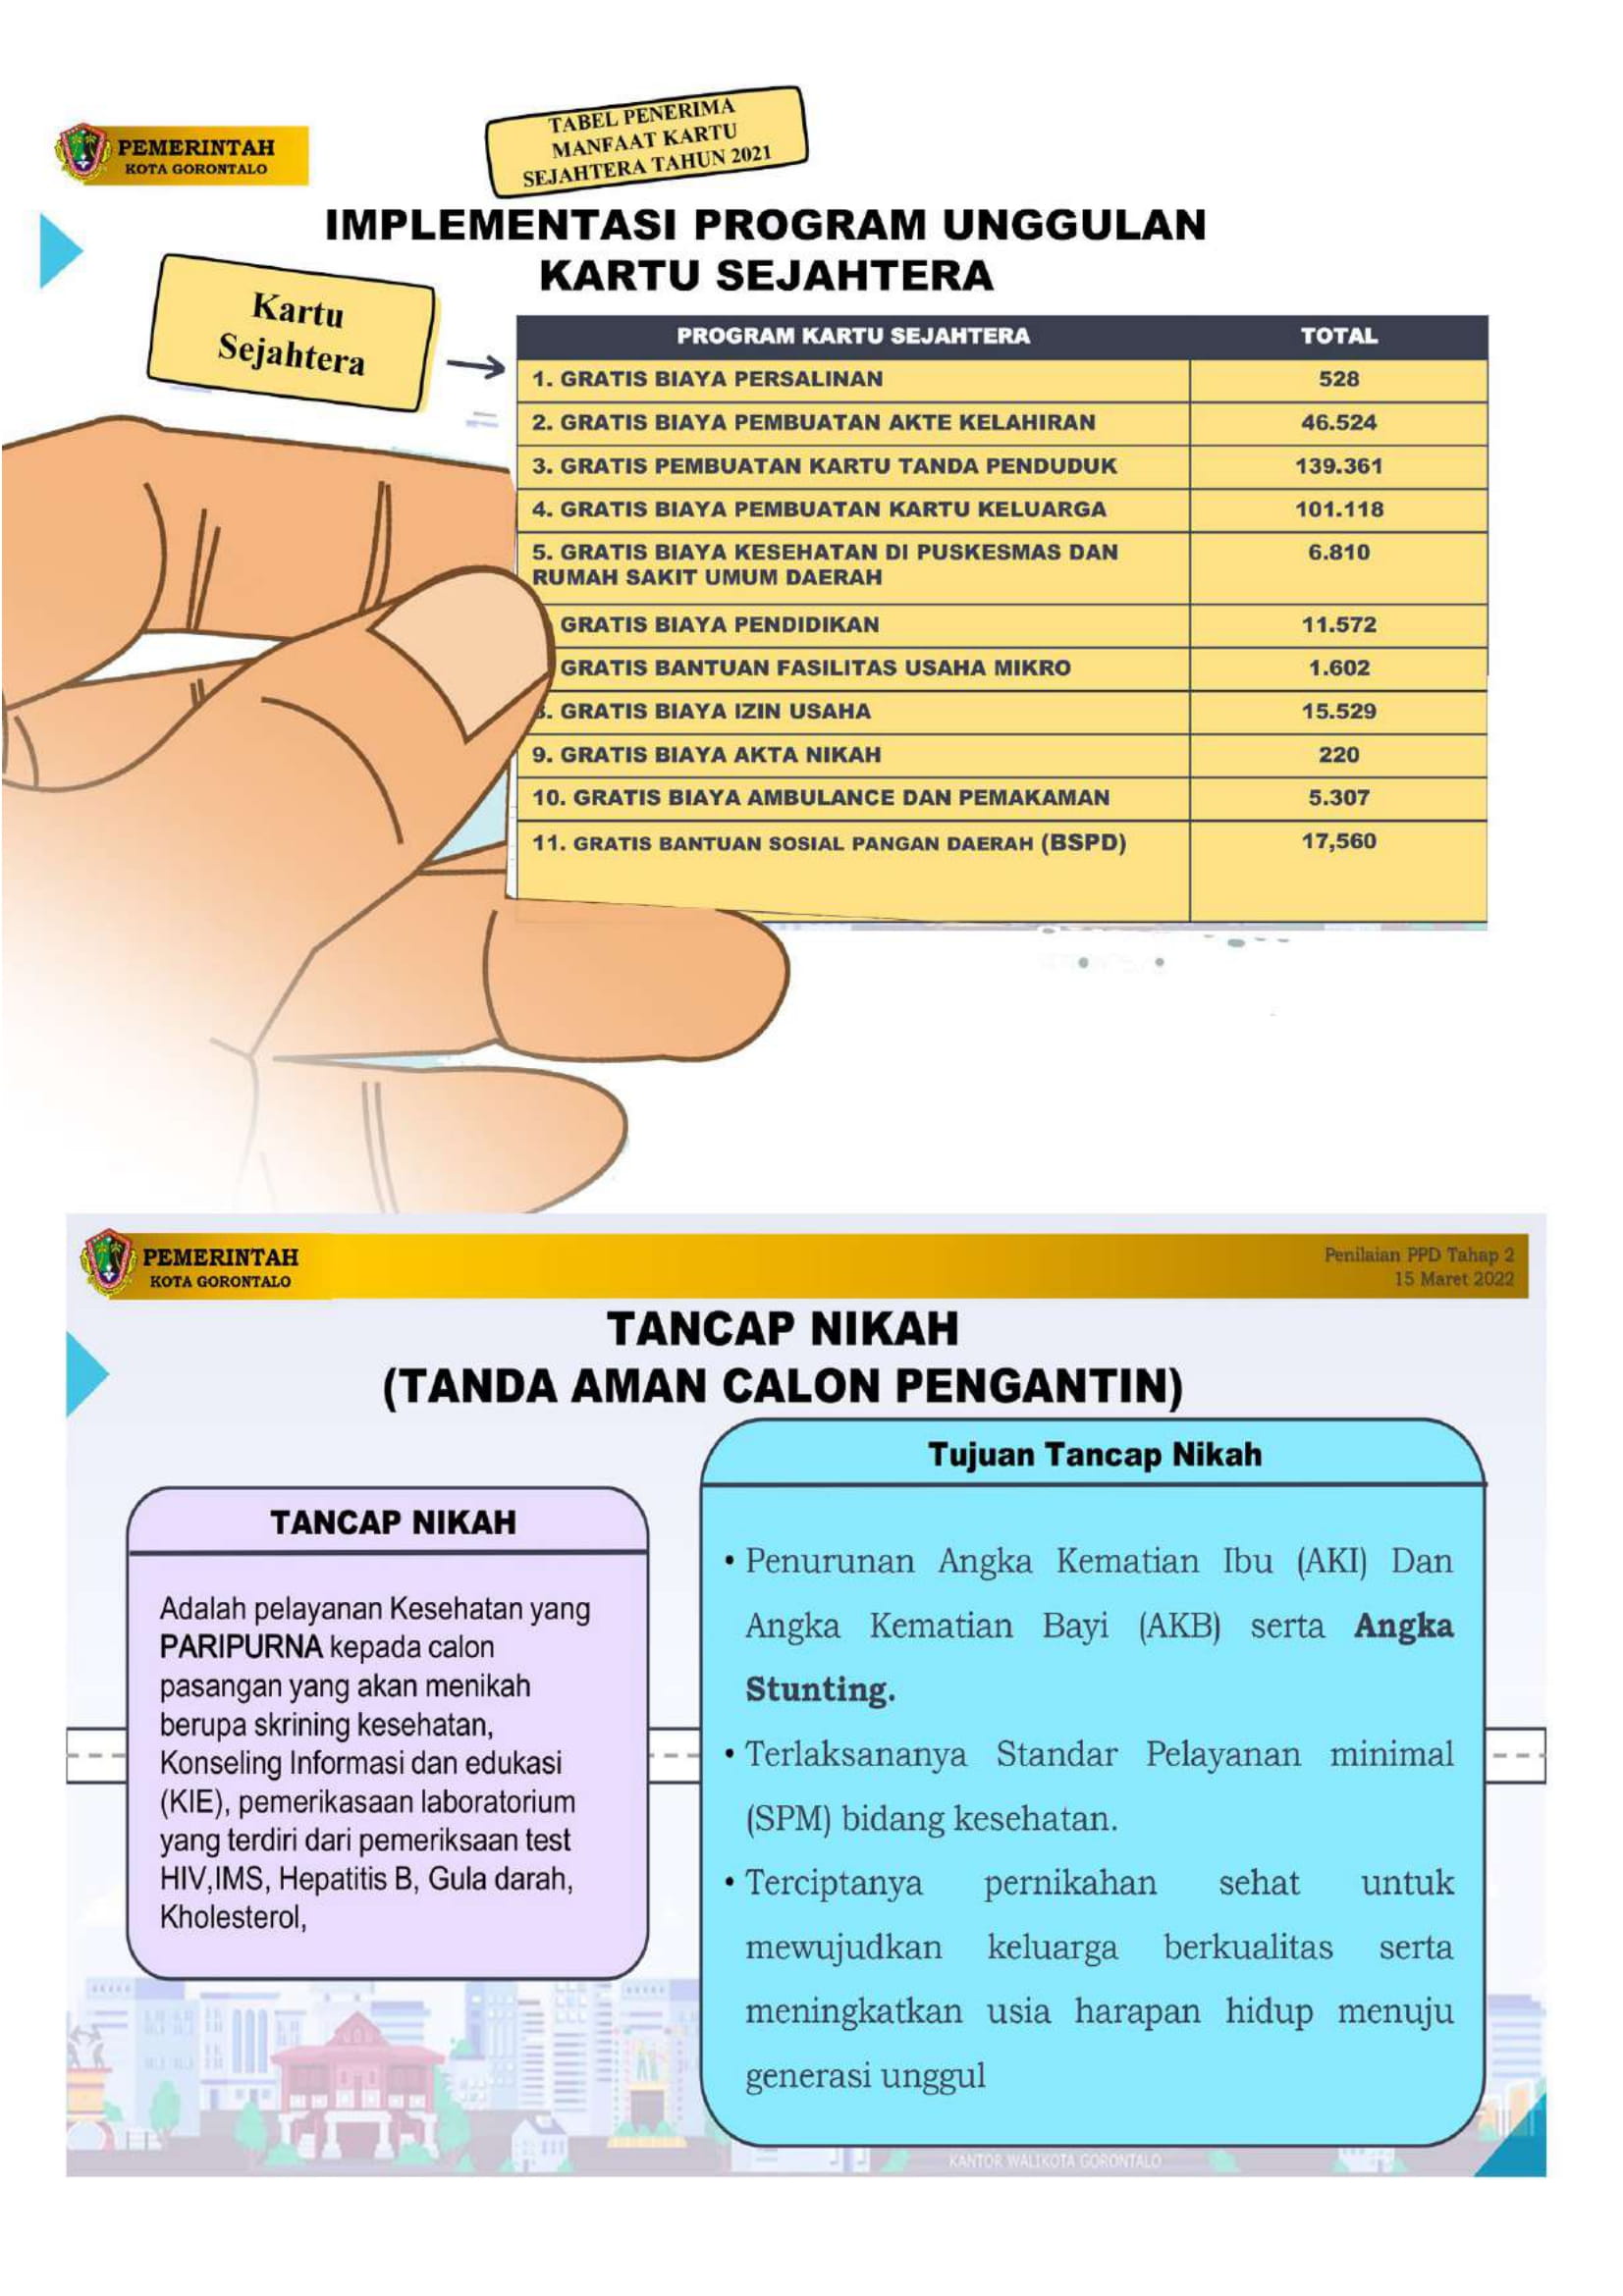 PEMERINTAH
KOTA GORONTALO
TABEL PENERIMA
MANFAAT KARTU
SEJAHTERA TAHUN 2021
IMPLEMENTASI PROGRAM UNGGULAN
KARTU SEJAHTERA
Kartu
Sejahtera
PROGRAM KARTU SEJAHTERA TOTAL
1. GRATIS BIAYA PERSALINAN 528
2. GRATIS BIAYA PEMBUATAN AKTE KELAHIRAN 46.524
3. GRATIS PEMBUATAN KARTU TANDA PENDUDUK 139.361
4. GRATIS BIAYA PEMBUATAN KARTU KELUARGA 101.118
5. GRATIS BIAYA KESEHATAN DI PUSKESMAS DAN 6.810
RUMAH SAKIT UMUM DAERAH
GRATIS BIAYA PENDIDIKAN 11.572
GRATIS BANTUAN FASILITAS USAHA MIKRO 1.602
8. GRATIS BIAYA IZIN USAHA 15.529
9. GRATIS BIAYA AKTA NIKAH 220
10. GRATIS BIAYA AMBULANCE DAN PEMAKAMAN 5.307
11. GRATIS BANTUAN SOSIAL PANGAN DAERAH (BSPD) 17,560
PEMERINTAH
KOTA GORONTALO
Penilaian PPD Tahap 2
15 Maret 2022
TANCAP NIKAH
(TANDA AMAN CALON PENGANTIN)
TANCAP NIKAH
Adalah pelayanan Kesehatan yang
PARIPURNA kepada calon
pasangan yang akan menikah
berupa skrining kesehatan,
Konseling Informasi dan edukasi
(KIE), pemerikasaan laboratorium
yang terdiri dari pemeriksaan test
HIV,IMS, Hepatitis B, Gula darah,
Kholesterol,
Tujuan Tancap Nikah
• Penurunan Angka Kematian Ibu (AKI) Dan
Angka Kematian Bayi (AKB) serta Angka
Stunting.
• Terlaksananya Standar Pelayanan minimal
(SPM) bidang kesehatan.
• Terciptanya pernikahan sehat untuk
mewujudkan keluarga berkualitas serta
meningkatkan usia harapan hidup menuju
generasi unggul
KANTOR WALIKOTA GORONTALO